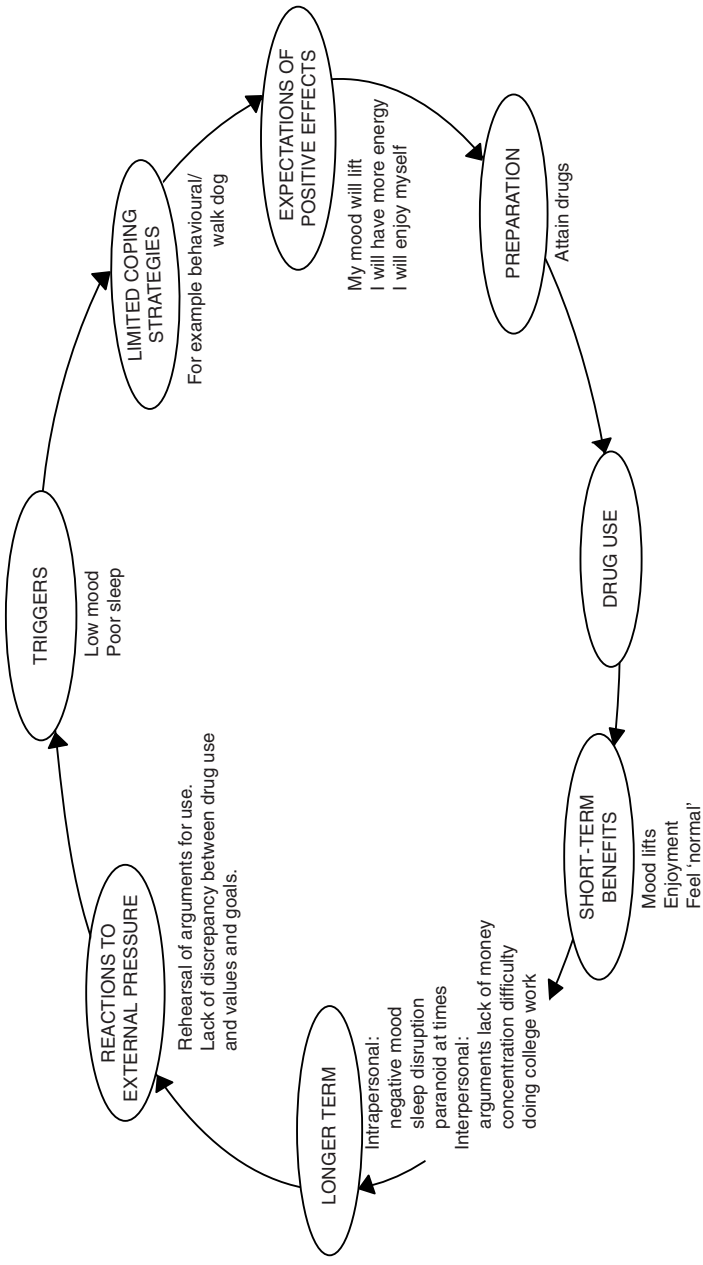 TRIGGERS
Low mood
Poor sleep
LIMITED COPING
STRATEGIES
For example behavioural/
walk dog
EXPECTATIONS OF
POSITIVE EFFECTS
My mood will lift
I will have more energy
I will enjoy myself
PREPARATION
Attain drugs
DRUG USE
SHORT-TERM
BENEFITS
Mood lifts
Enjoyment
Feel ‘normal’
LONGER TERM
Intrapersonal:
negative mood
sleep disruption
paranoid at times
Interpersonal:
arguments lack of money
concentration difficulty
doing college work
REACTIONS TO
EXTERNAL PRESSURE
Rehearsal of arguments for use.
Lack of discrepancy between drug use
and values and goals.